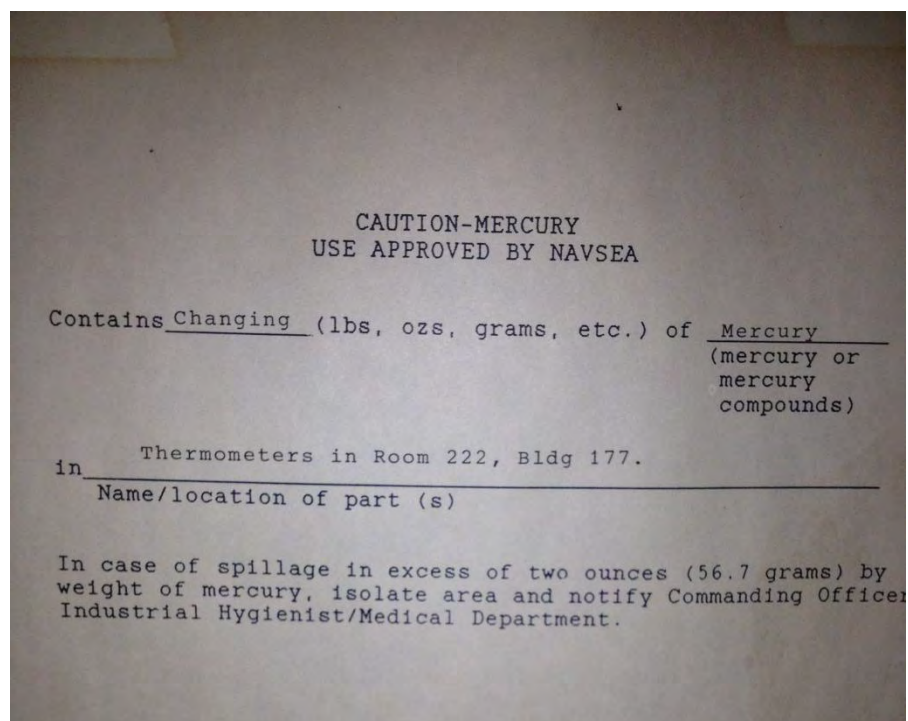 CAUTION-MERCURY
USE APPROVED BY NAVSEA
Contains Changing (lbs, ozs, grams, etc.) of Mercury
(mercury or
mercury
compounds)
in Thermometers in Room 222, Bldg 177.
Name/location of part (s)
In case of spillage in excess of two ounces (56.7 grams) by
weight of mercury, isolate area and notify Commanding Officer
Industrial Hygienist/Medical Department.